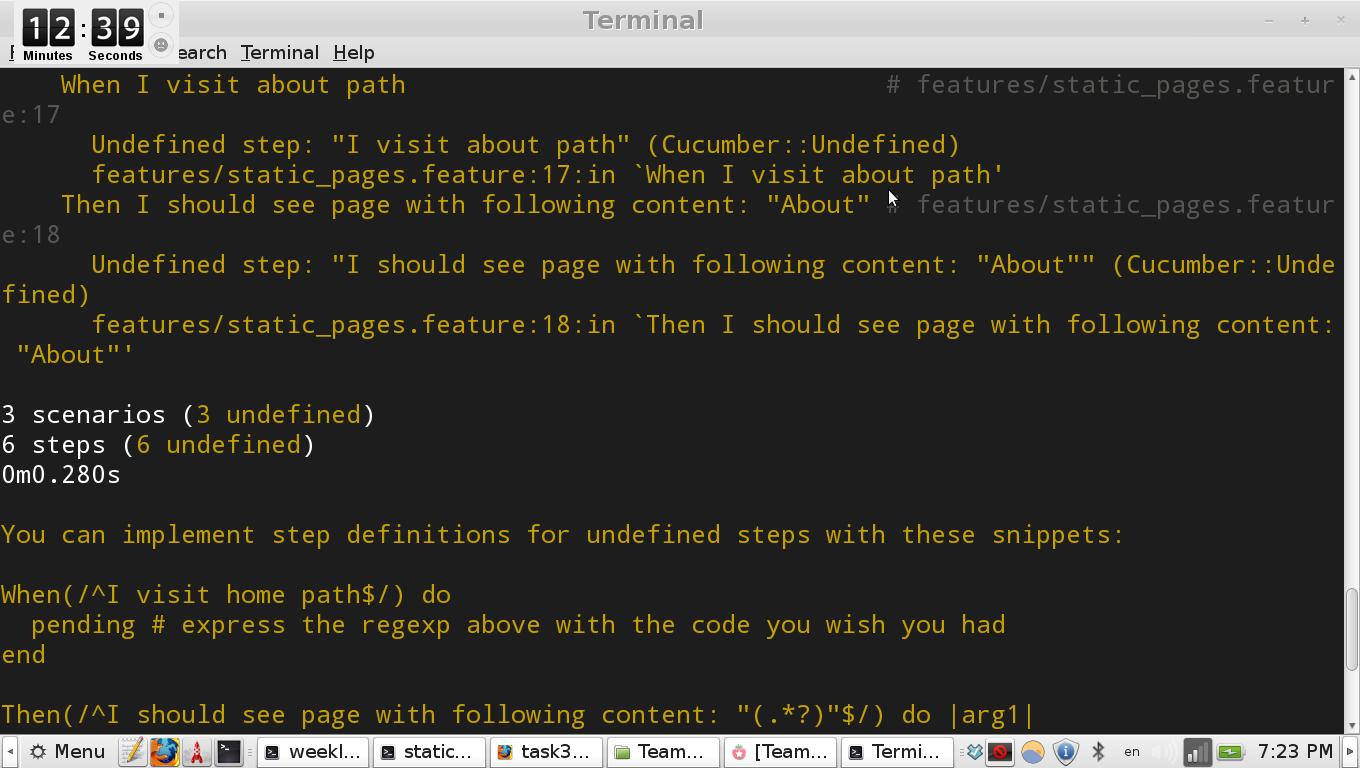 12:39
Minutes Seconds
Terminal
earch Terminal Help
When I visit about path # features/static_pages.featur
e:17
Undefined step: "I visit about path" (Cucumber::Undefined)
features/static_pages.feature:17:in `When I visit about path'
Then I should see page with following content: "About" # features/static_pages.featur
e:18
Undefined step: "I should see page with following content: "About"" (Cucumber::Unde
fined)
features/static_pages.feature:18:in `Then I should see page with following content:
"About"'
3 scenarios (3 undefined)
6 steps (6 undefined)
0m0.280s
You can implement step definitions for undefined steps with these snippets:
When(/^I visit home path$/) do
pending # express the regexp above with the code you wish you had
end
Then(/^I should see page with following content: "(.*?)"$/) do |arg1|
Menu weekl... static... task3... Team... [Team... Termi... en 7:23 PM